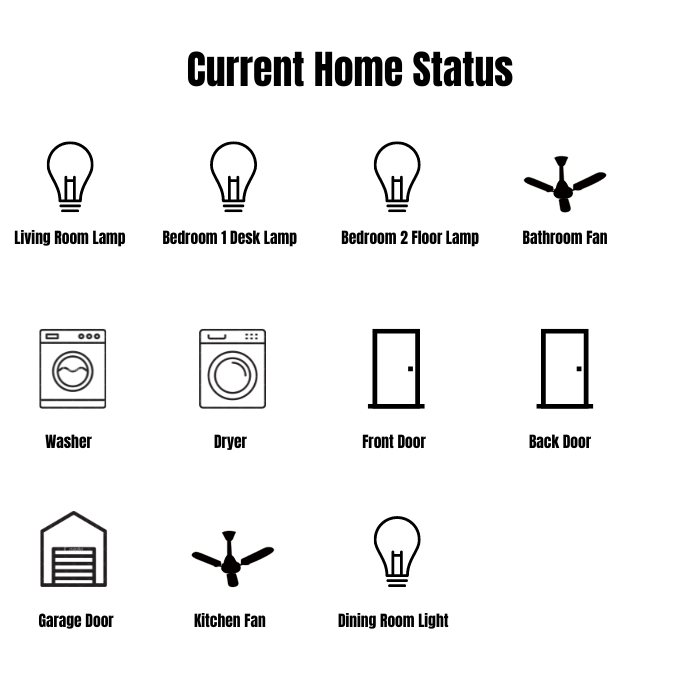 Current Home Status
Living Room Lamp
Bedroom 1 Desk Lamp
Bedroom 2 Floor Lamp
Bathroom Fan
Washer
Dryer
Front Door
Back Door
Garage Door
Kitchen Fan
Dining Room Light